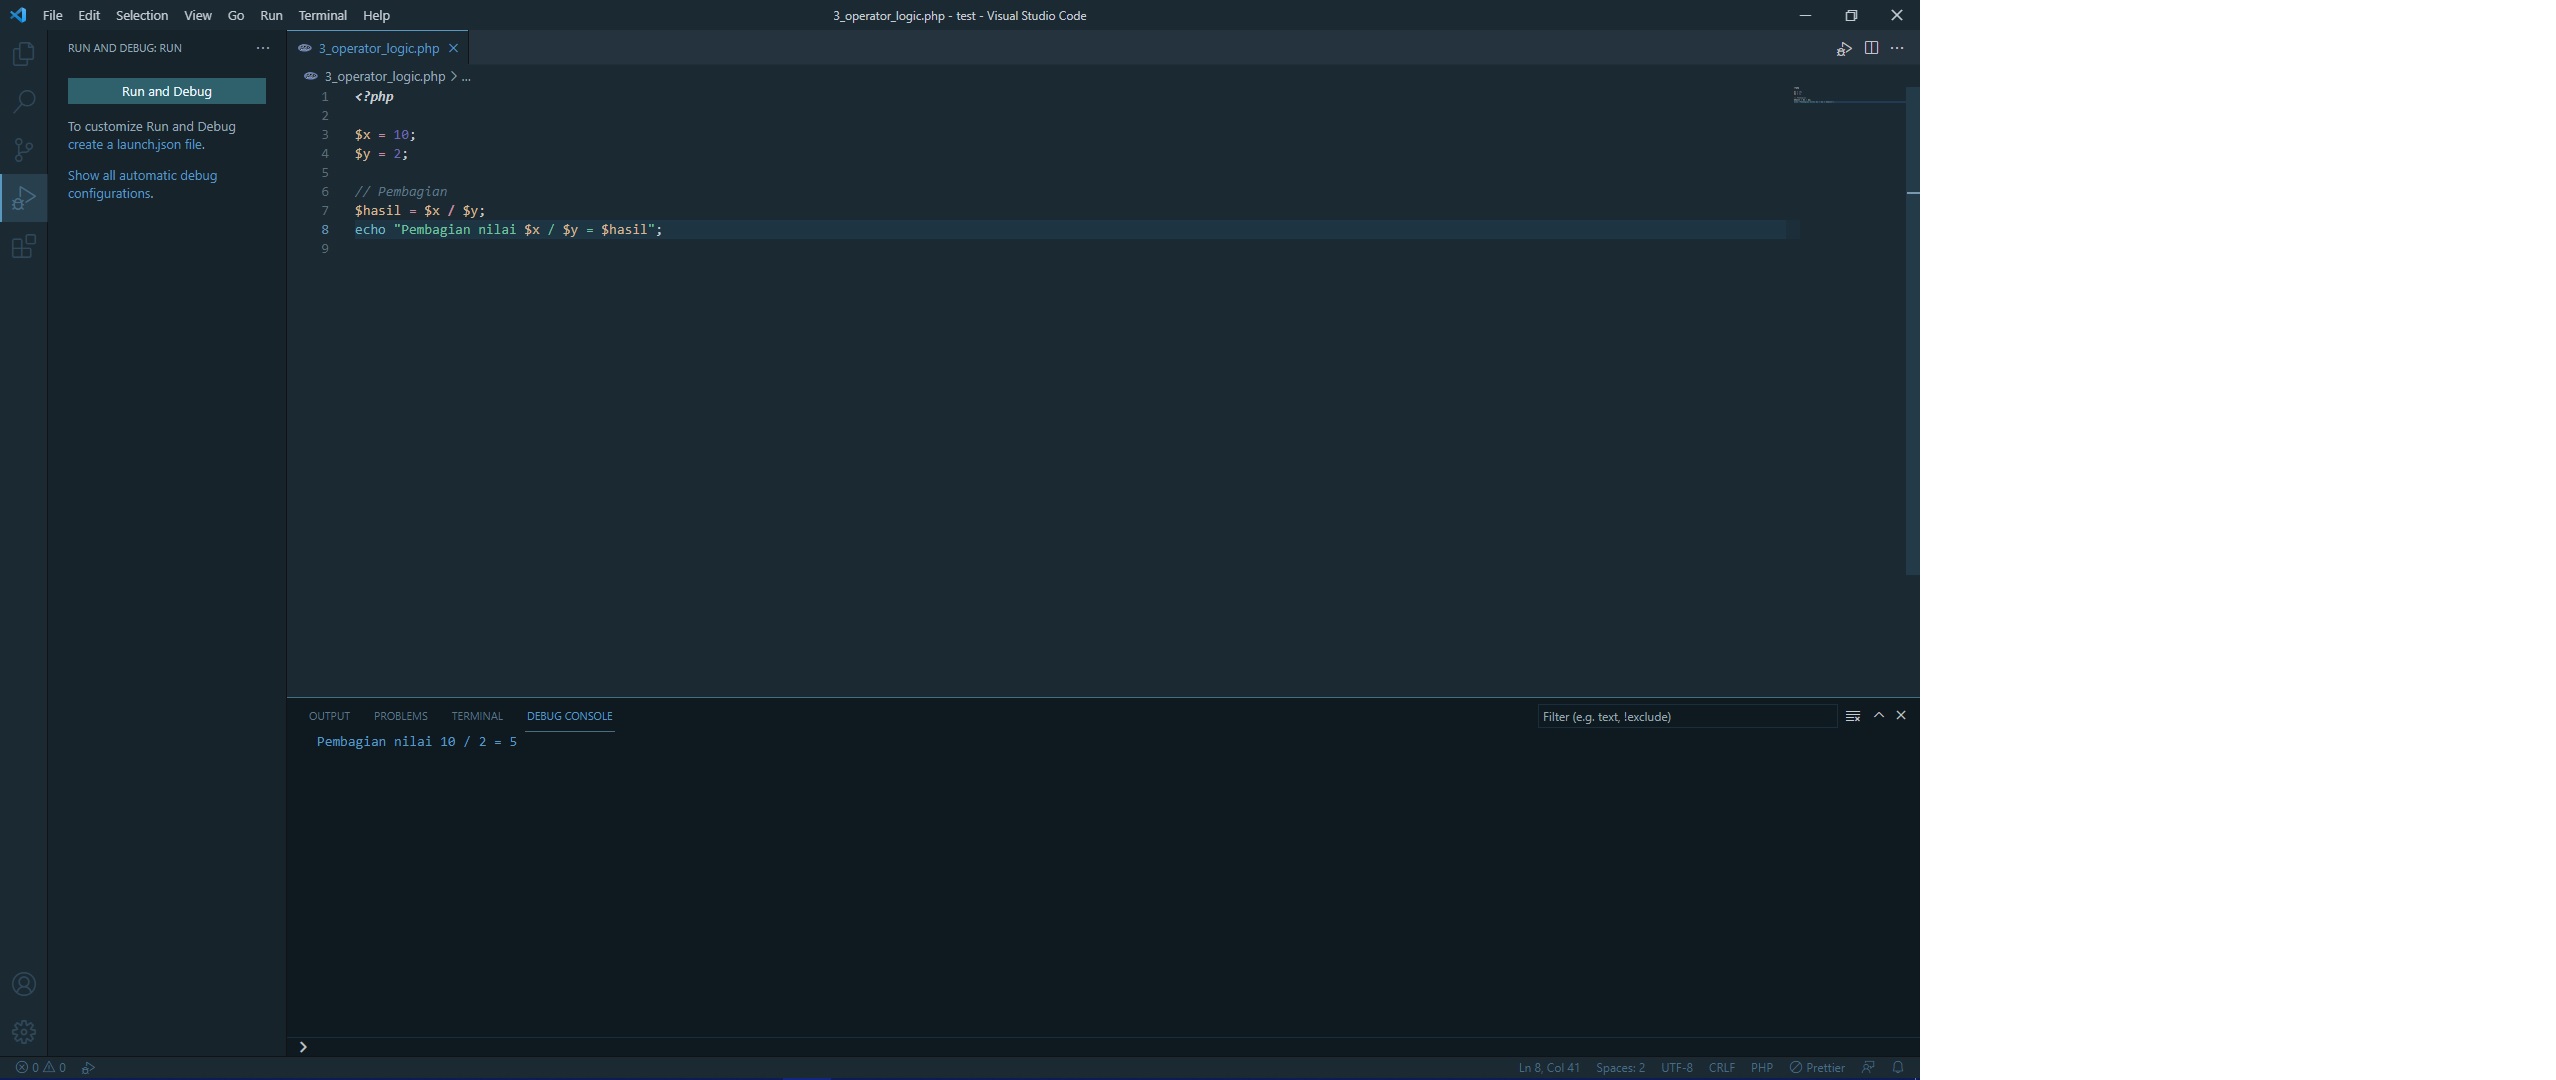 File Edit Selection View Go Run Terminal Help
3_operator_logic.php - test - Visual Studio Code
RUN AND DEBUG: RUN
Run and Debug
To customize Run and Debug
create a launch.json file.
Show all automatic debug
configurations.
3_operator_logic.php
3_operator_logic.php > ...
1 <?php
2
3 $x = 10;
4 $y = 2;
5
6 // Pembagian
7 $hasil = $x / $y;
8 echo "Pembagian nilai $x / $y = $hasil";
9
OUTPUT PROBLEMS TERMINAL DEBUG CONSOLE
Filter (e.g. text, !exclude)
Pembagian nilai 10 / 2 = 5
>
0 0
Ln 8, Col 41 Spaces: 2 UTF-8 CRLF PHP Prettier